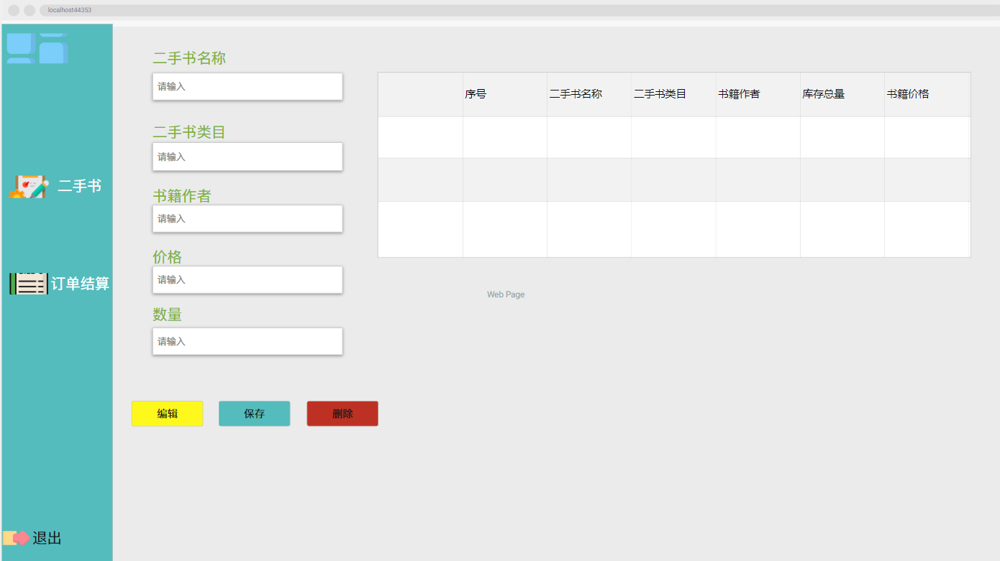 localhost44353
二手书
订单结算
退出
二手书名称
请输入
二手书类目
请输入
书籍作者
请输入
价格
请输入
数量
请输入
编辑 保存 删除
序号 二手书名称 二手书类目 书籍作者 库存总量 书籍价格
Web Page